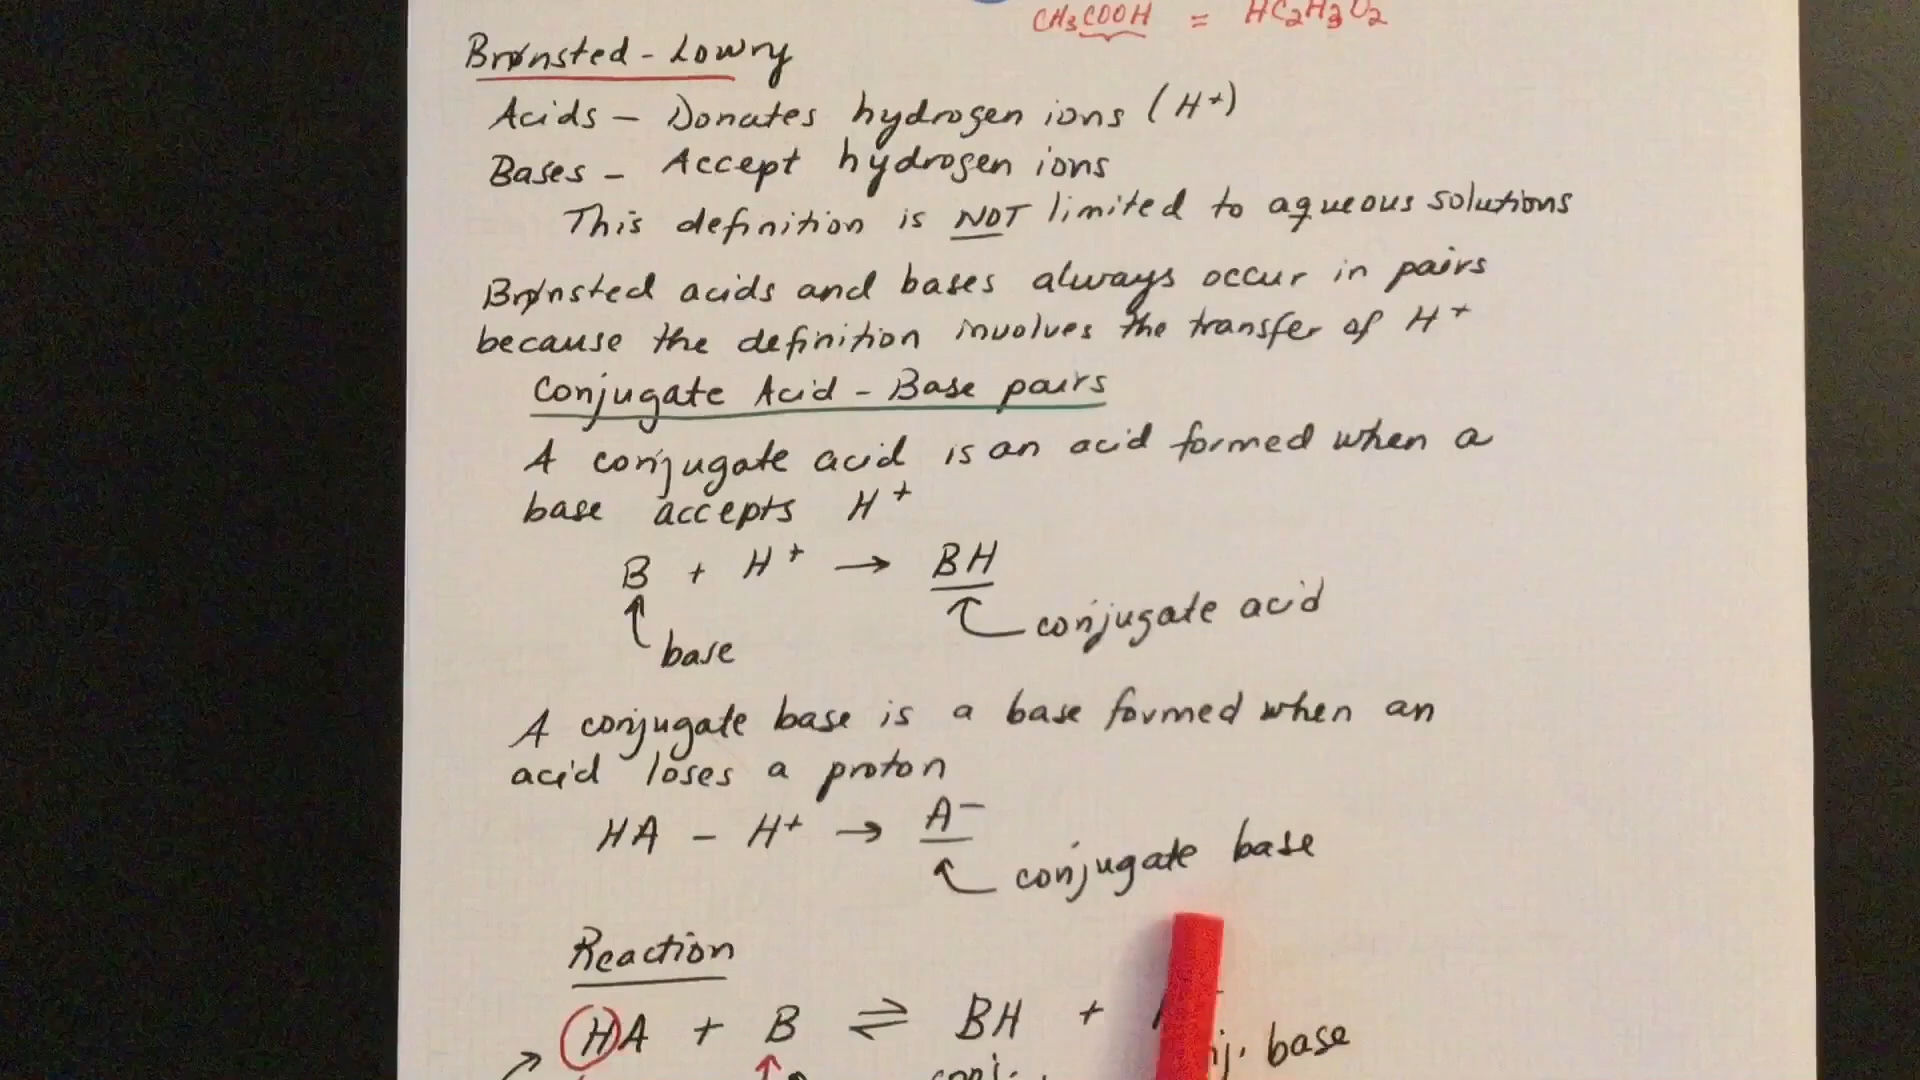 CH3COOH = HC2H3O2
Brønsted - Lowry
Acids - Donates hydrogen ions (H+)
Bases - Accept hydrogen ions
This definition is NOT limited to aqueous solutions
Brønsted acids and bases always occur in pairs
because the definition involves the transfer of H+
Conjugate Acid - Base pairs
A conjugate acid is an acid formed when a
base accepts H+
B + H+ → BH
conjugate acid
base
A conjugate base is a base formed when an
acid loses a proton
HA - H+ → A-
conjugate base
Reaction
HA + B ⇌ BH +
conj. base